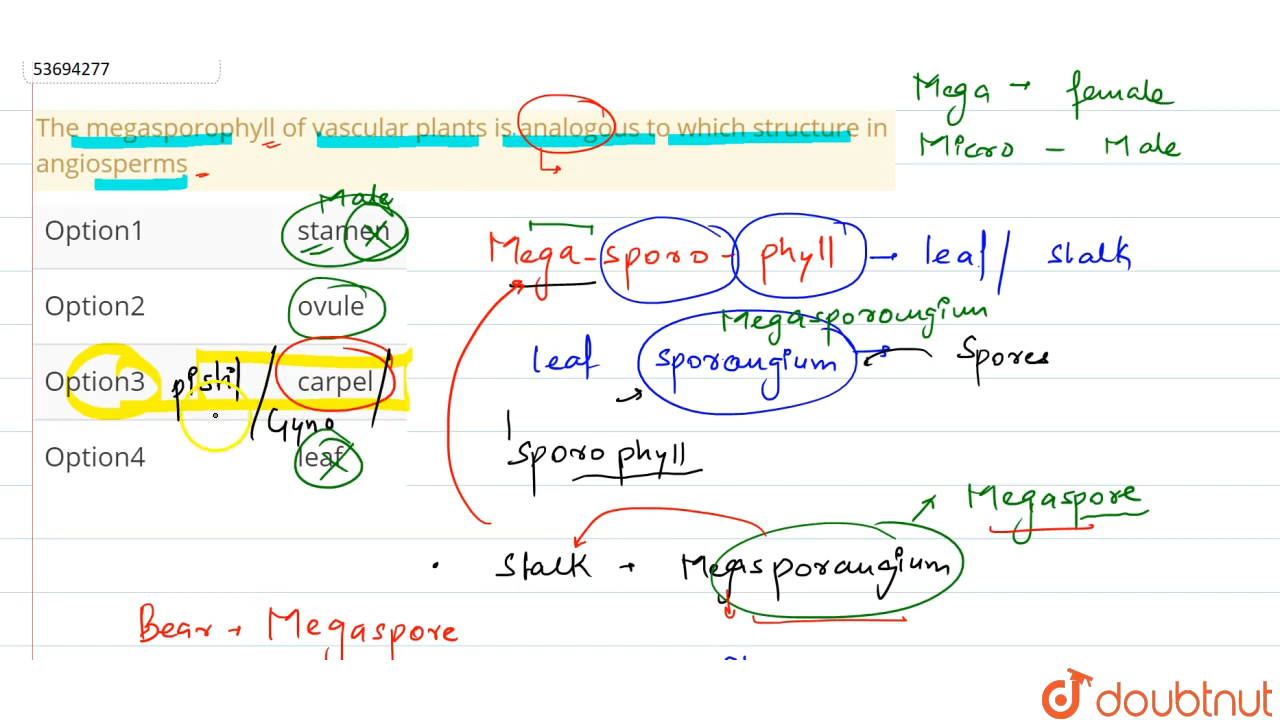 53694277
The megasporophyll of vascular plants is analogous to which structure in
angiosperms
Mega → female
Micro - Male
Male
Option1 stamen
Mega-sporo-phyll → leaf / stalk
Option2 ovule
Megasporangium
leaf sporangium Spores
Option3 pistil / carpel /
Gyno
sporophyll
Option4 leaf
Megaspore
Stalk → Megasporangium
Bear → Megaspore
doubtnut